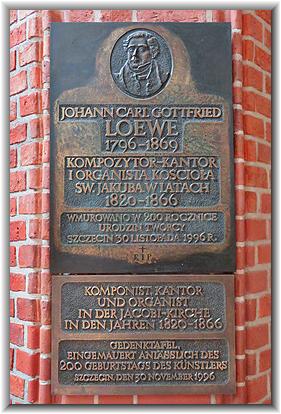 JOHANN CARL GOTTFRIED
LOEWE
1796-1869
KOMPOZYTOR-KANTOR
I ORGANISTA KOŚCIOŁA
ŚW. JAKUBA W LATACH
1820-1866
WMUROWANO W 200 ROCZNICĘ
URODZIN TWÓRCY
SZCZECIN 30 LISTOPADA 1996 R.
R.I.P.
KOMPONIST, KANTOR
UND ORGANIST
IN DER JACOBI-KIRCHE
IN DEN JAHREN 1820-1866
GEDENKTAFEL,
EINGEMAUERT ANLÄSSLICH DES
200 GEBURTSTAGES DES KÜNSTLERS
SZCZECIN, DEN 30 NOVEMBER 1996